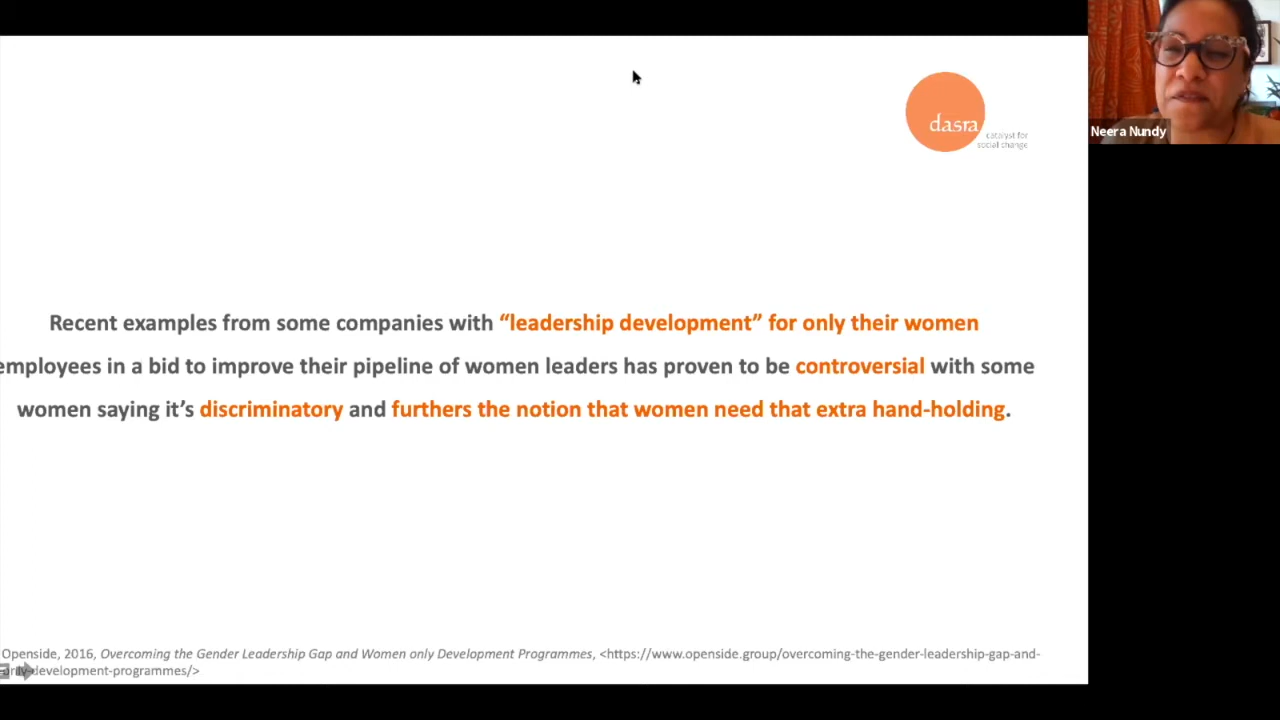 dasra
catalyst for
social change
Neera Nundy
Recent examples from some companies with “leadership development” for only their women
employees in a bid to improve their pipeline of women leaders has proven to be controversial with some
women saying it’s discriminatory and furthers the notion that women need that extra hand-holding.
Openside, 2016, Overcoming the Gender Leadership Gap and Women only Development Programmes, <https://www.openside.group/overcoming-the-gender-leadership-gap-and-
only-development-programmes/>